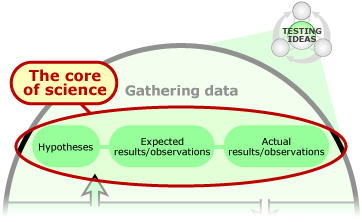 TESTING
IDEAS
The core
of science
Gathering data
Hypotheses
Expected
results/observations
Actual
results/observations